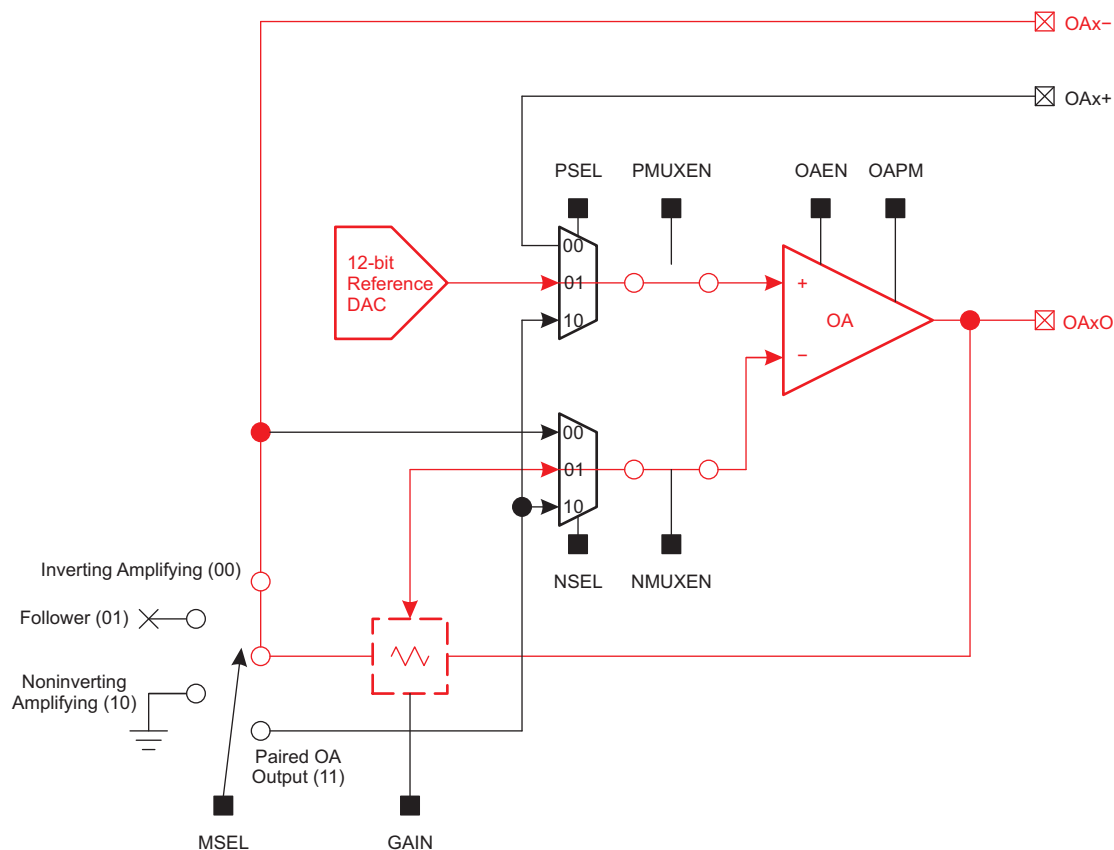 OAx−
OAx+
PSEL
PMUXEN
OAEN
OAPM
00
12-bit
Reference
DAC
01
+
10
OA
OAxO
−
00
01
10
Inverting Amplifying (00)
NSEL
NMUXEN
Follower (01)
Noninverting
Amplifying (10)
Paired OA
Output (11)
MSEL
GAIN